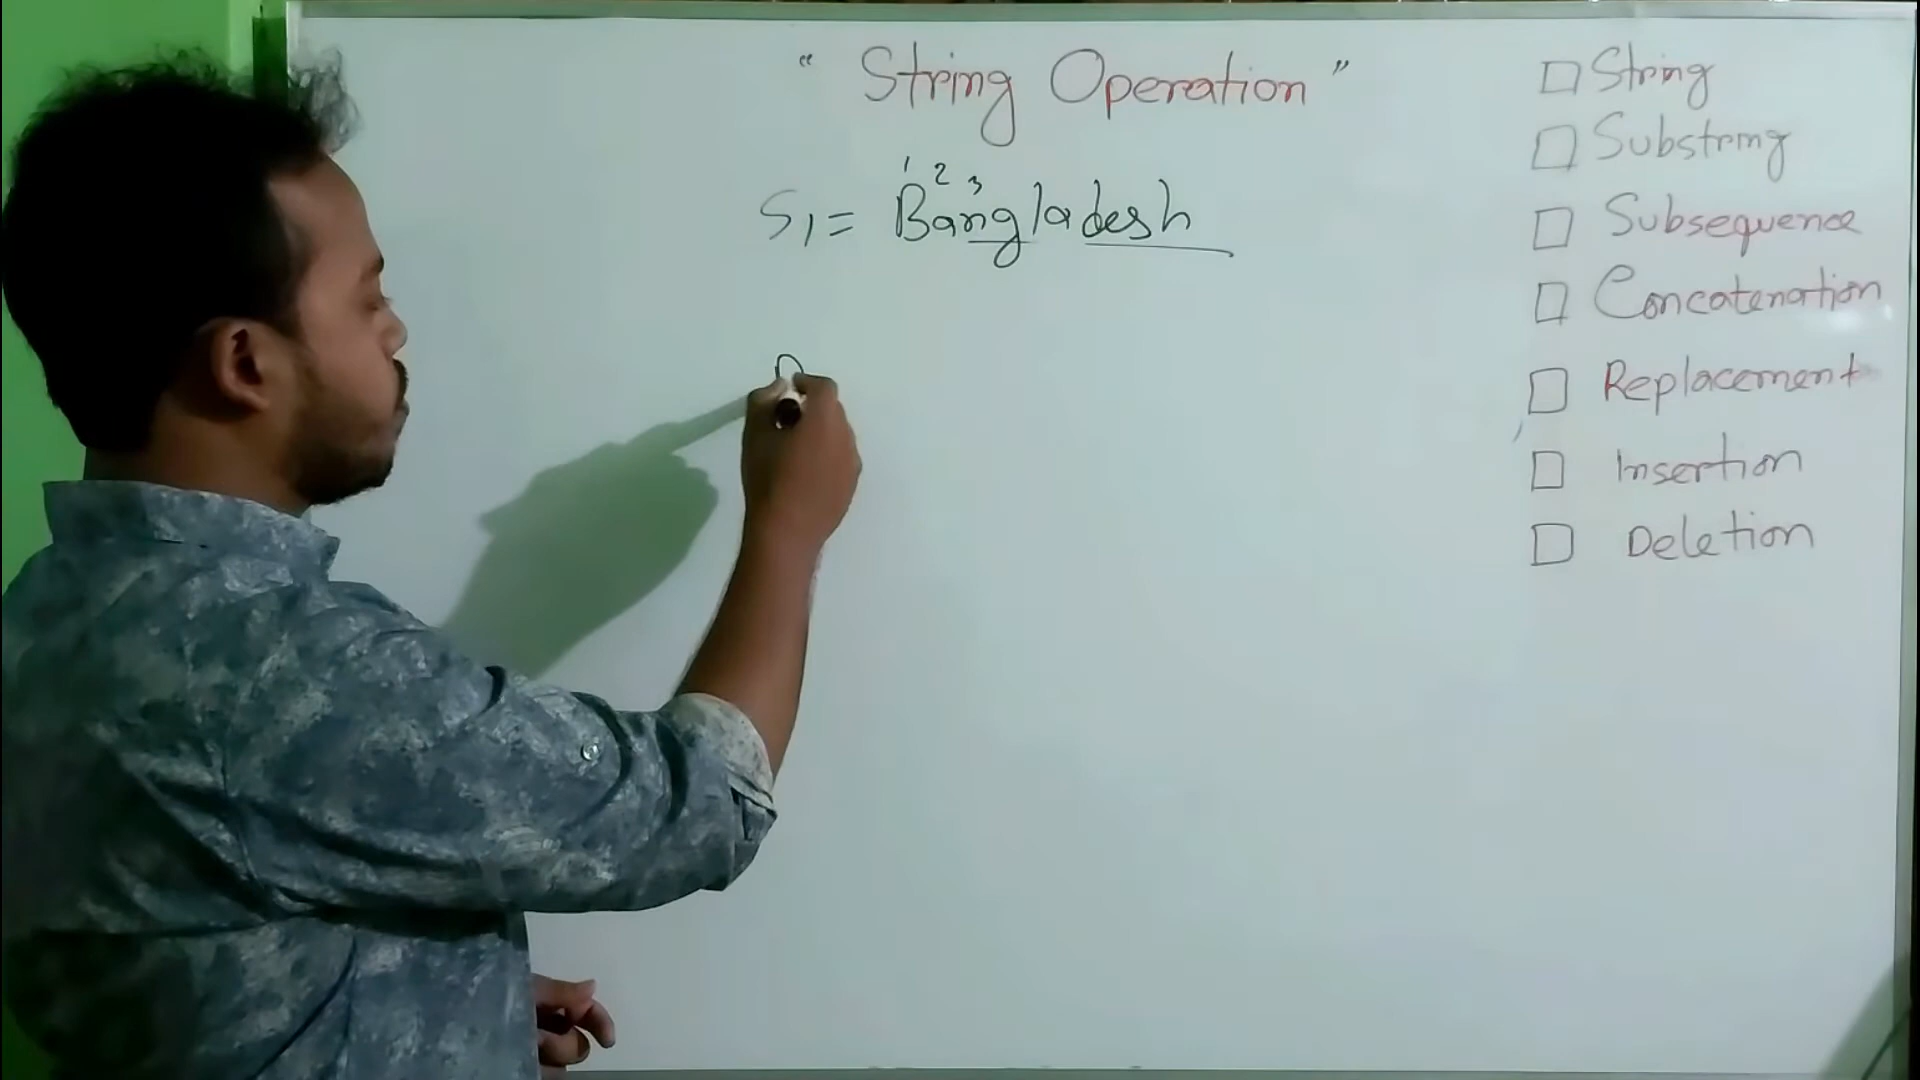 “ String Operation ”
1 2 3
S1 = Bangladesh
String
Substring
Subsequence
Concatenation
Replacement
Insertion
Deletion